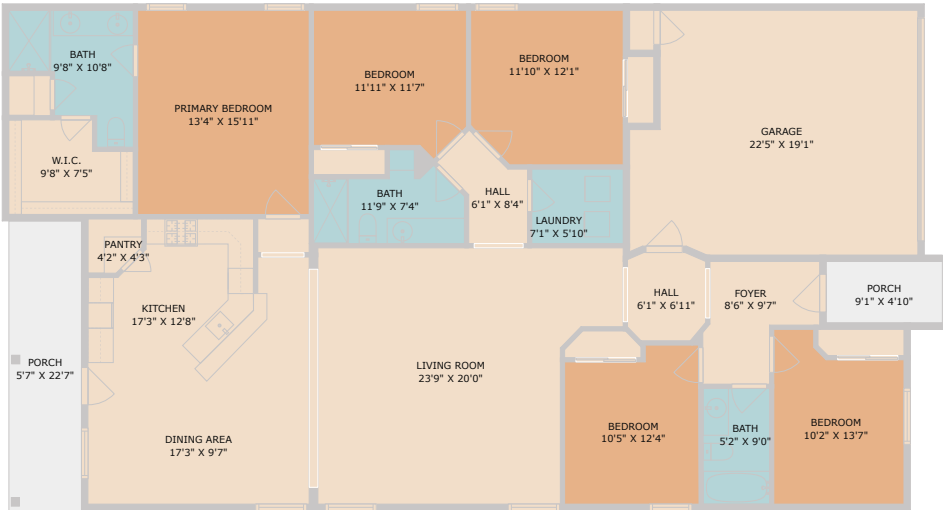 BATH
9'8" X 10'8"
PRIMARY BEDROOM
13'4" X 15'11"
BEDROOM
11'11" X 11'7"
BEDROOM
11'10" X 12'1"
GARAGE
22'5" X 19'1"
W.I.C.
9'8" X 7'5"
BATH
11'9" X 7'4"
HALL
6'1" X 8'4"
LAUNDRY
7'1" X 5'10"
PANTRY
4'2" X 4'3"
KITCHEN
17'3" X 12'8"
HALL
6'1" X 6'11"
FOYER
8'6" X 9'7"
PORCH
9'1" X 4'10"
PORCH
5'7" X 22'7"
LIVING ROOM
23'9" X 20'0"
DINING AREA
17'3" X 9'7"
BEDROOM
10'5" X 12'4"
BATH
5'2" X 9'0"
BEDROOM
10'2" X 13'7"